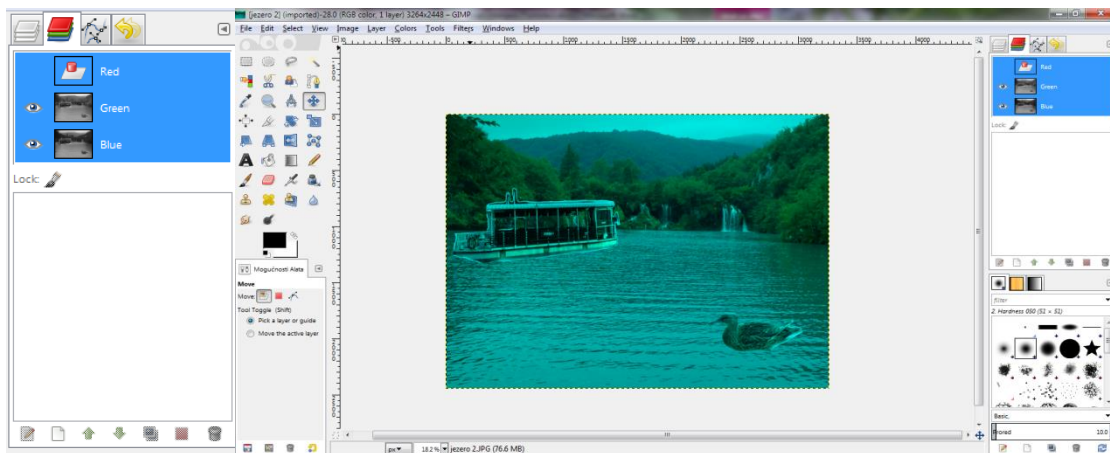 Red
Green
Blue
Lock:
[jezero 2] (imported)-28.0 (RGB color, 1 layer) 3264x2448 – GIMP
File Edit Select View Image Layer Colors Tools Filters Windows Help
Mogućnosti Alata
Move
Move:
Tool Toggle (Shift)
Pick a layer or guide
Move the active layer
px 18.2% jezero 2.JPG (76.6 MB)
Red
Green
Blue
Lock:
filter
2. Hardness 050 (51 × 51)
Basic,
10.0